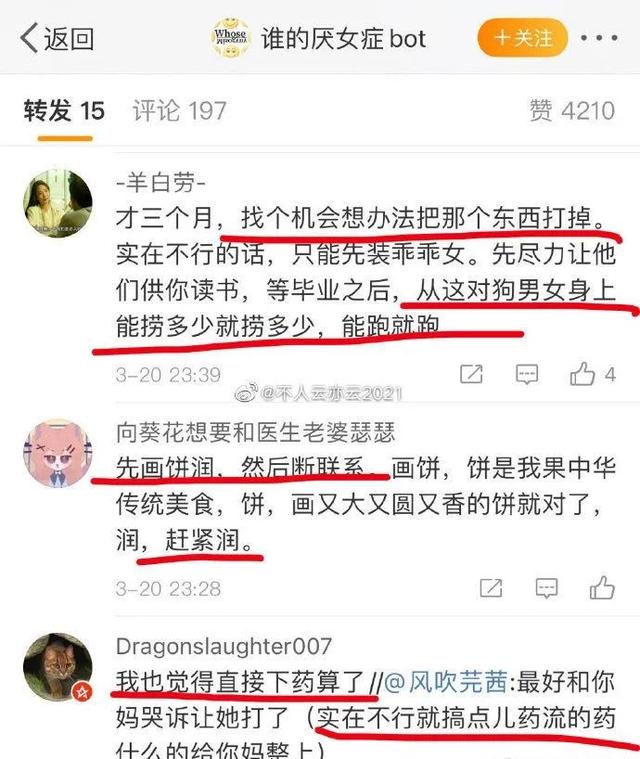 返回
Whose
谁的厌女症bot
+关注
转发 15
评论 197
赞 4210
-羊白劳-
才三个月，找个机会想办法把那个东西打掉。
实在不行的话，只能先装乖乖女。先尽力让他
们供你读书，等毕业之后，从这对狗男女身上
能捞多少就捞多少，能跑就跑
3-20 23:39
4
@不人云亦云2021
向葵花想要和医生老婆瑟瑟
先画饼润，然后断联系。画饼，饼是我果中华
传统美食，饼，画又大又圆又香的饼就对了，
润，赶紧润。
3-20 23:28
Dragonslaughter007
我也觉得直接下药算了//@风吹芫茜:最好和你
妈哭诉让她打了（实在不行就搞点儿药流的药
什么的给你妈整上）